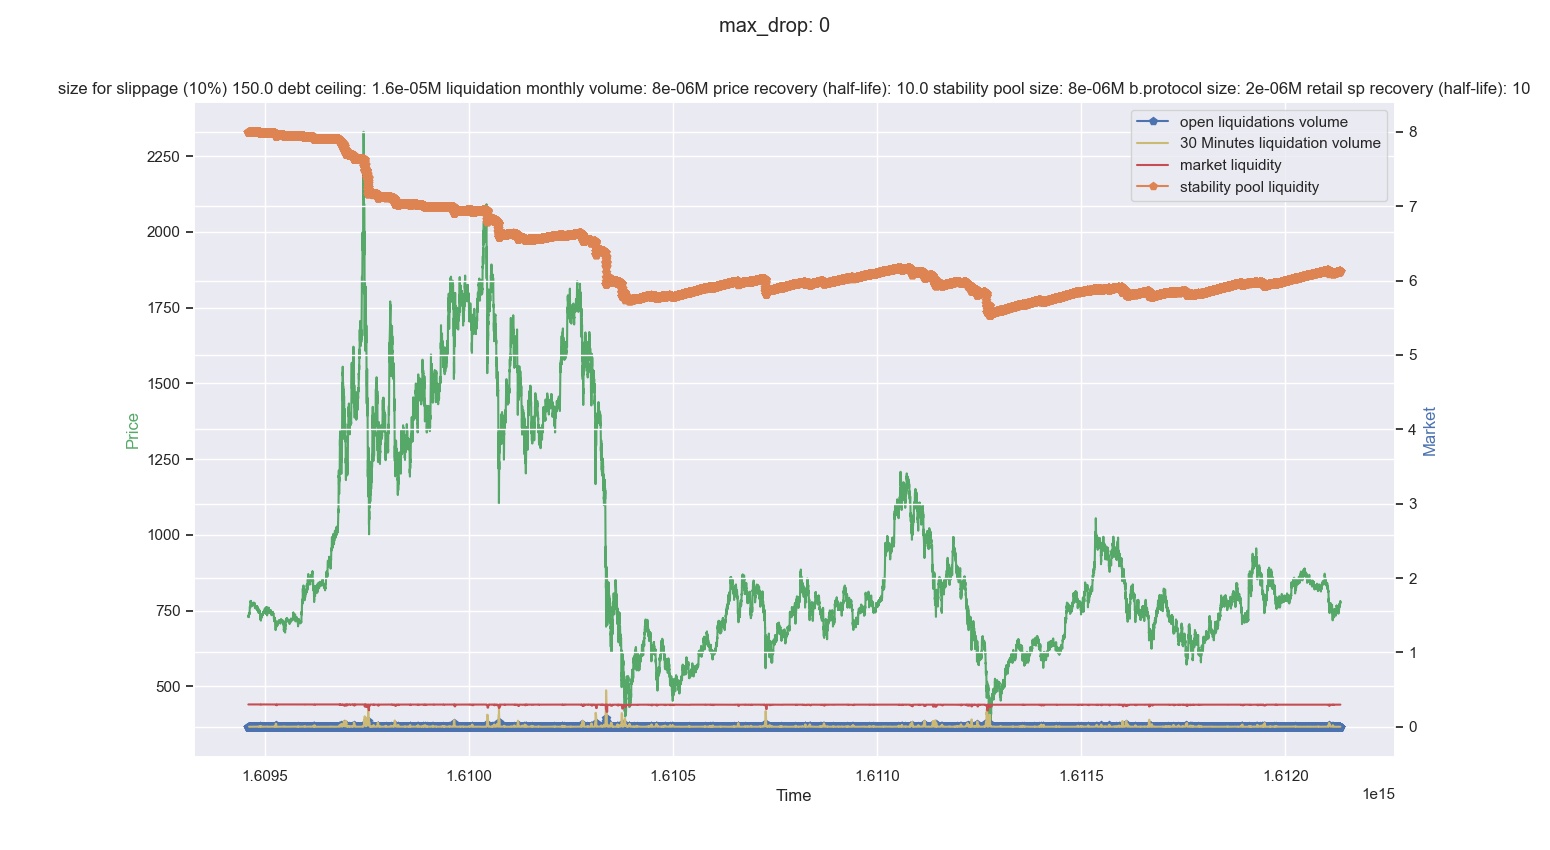 max_drop: 0
size for slippage (10%) 150.0 debt ceiling: 1.6e-05M liquidation monthly volume: 8e-06M price recovery (half-life): 10.0 stability pool size: 8e-06M b.protocol size: 2e-06M retail sp recovery (half-life): 10
open liquidations volume
30 Minutes liquidation volume
market liquidity
stability pool liquidity
2250
2000
1750
1500
1250
1000
750
500
Price
8
7
6
5
4
3
2
1
0
Market
1.6095
1.6100
1.6105
1.6110
1.6115
1.6120
1e15
Time